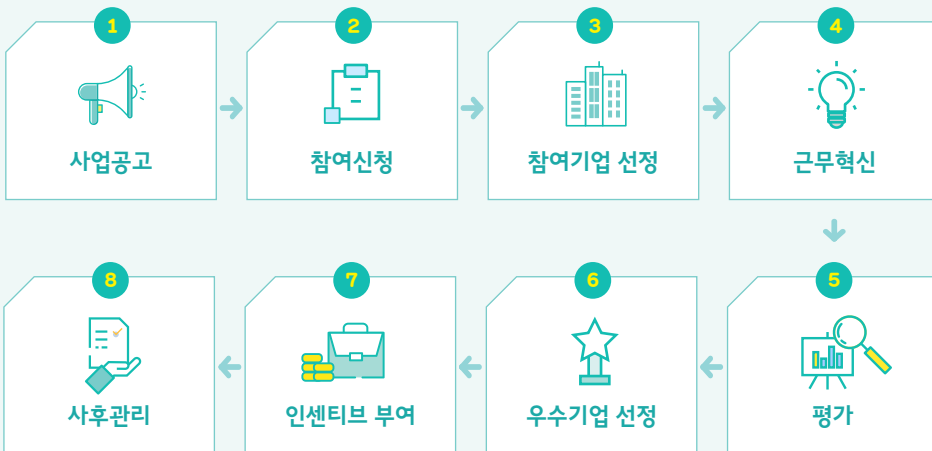 1
사업공고
2
참여신청
3
참여기업 선정
4
근무혁신
5
평가
6
우수기업 선정
7
인센티브 부여
8
사후관리